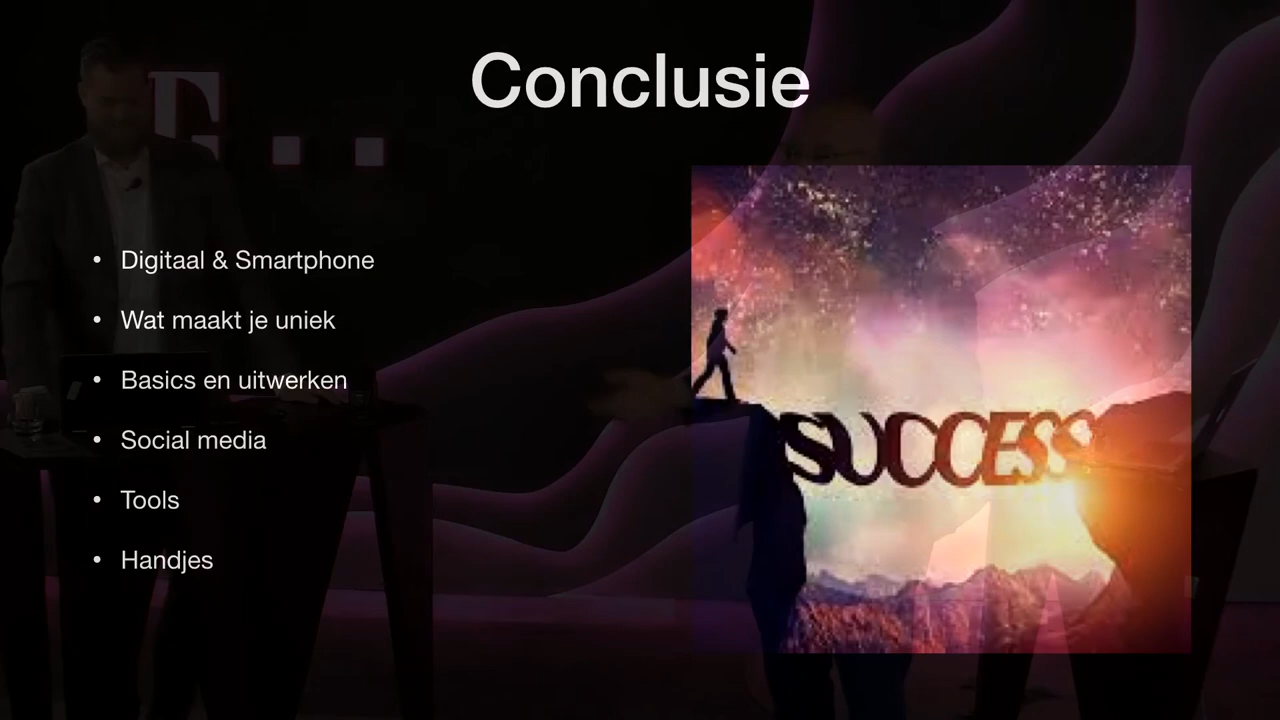 Conclusie
• Digitaal & Smartphone
• Wat maakt je uniek
• Basics en uitwerken
• Social media
• Tools
• Handjes
SUCCESS